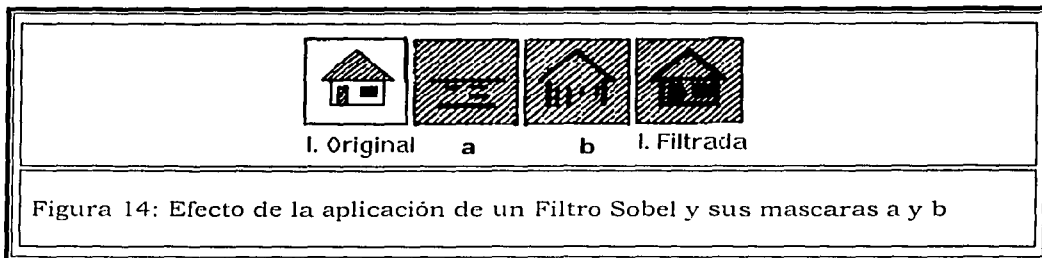 I. Original a b I. Filtrada
Figura 14: Efecto de la aplicación de un Filtro Sobel y sus mascaras a y b